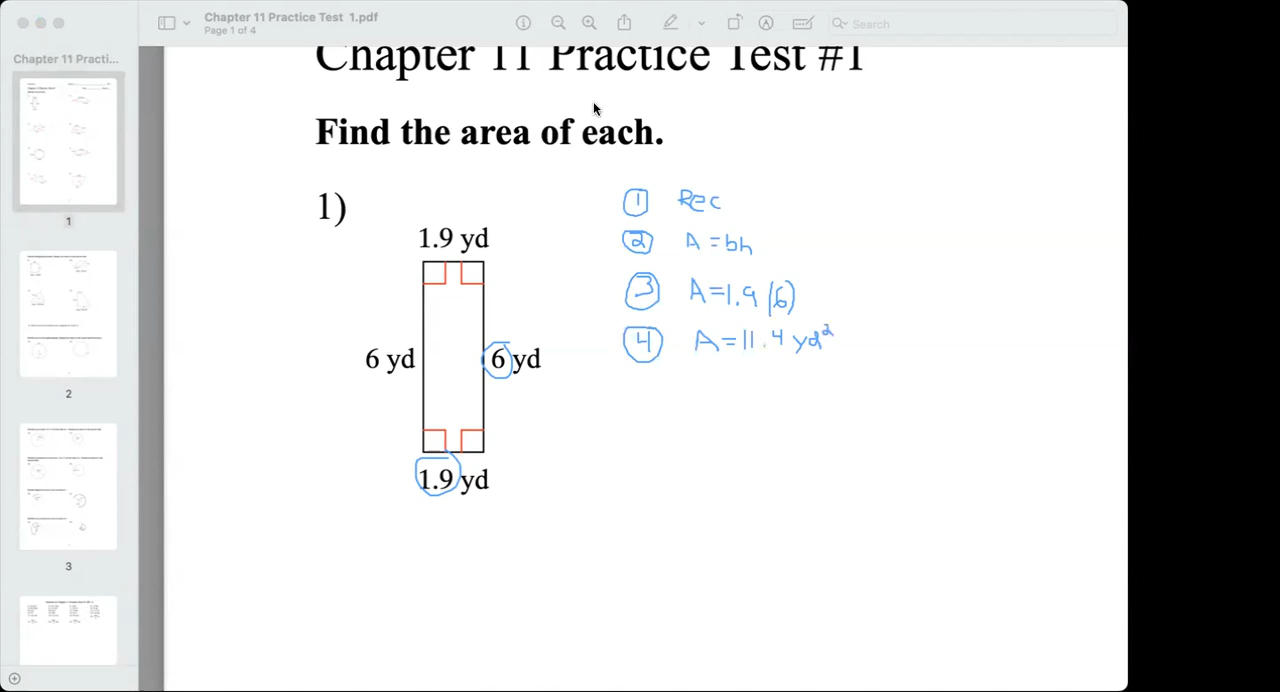 Chapter 11 Practice Test 1.pdf
Page 1 of 4
Search
Chapter 11 Practi...
1
2
3
Chapter 11 Practice Test #1
Find the area of each.
1)
1.9 yd
6 yd
6 yd
1.9 yd
1 Rec
2 A = bh
3 A = 1.9 (6)
4 A = 11.4 yd²